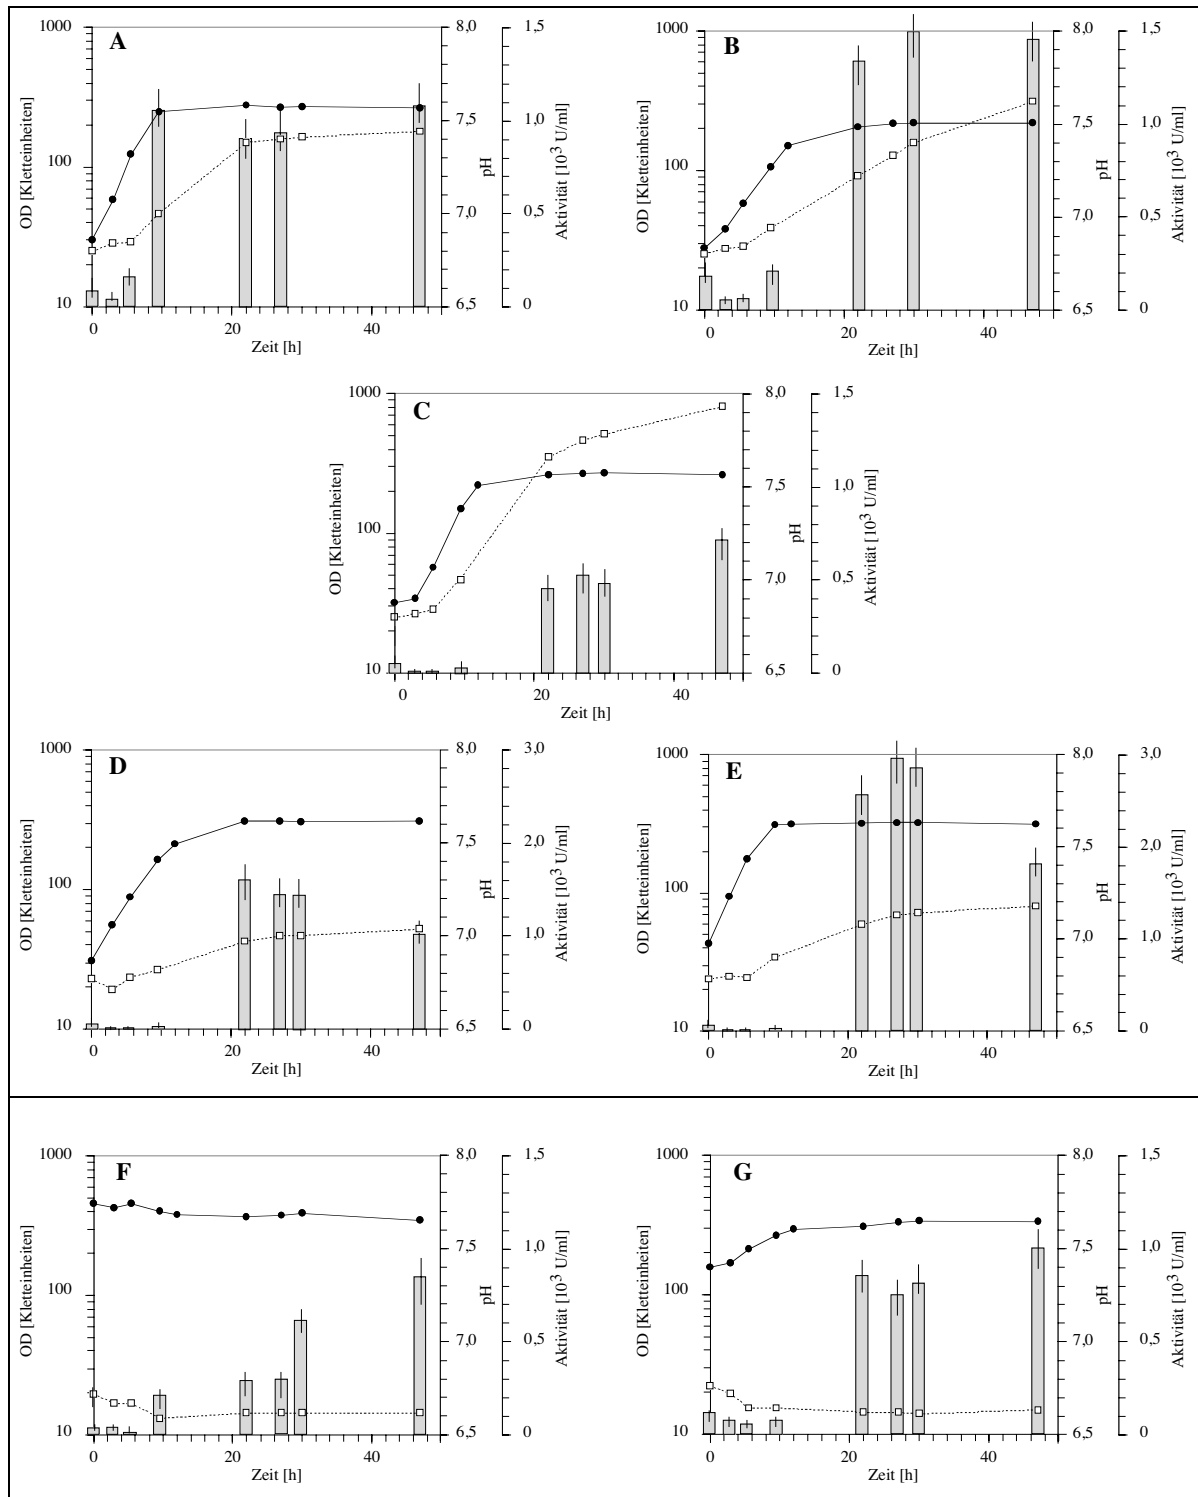 A
OD [Kletteinheiten]
1000
100
10
0
20
40
Zeit [h]
8,0
7,5
7,0
6,5
pH
1,5
1,0
0,5
0
Aktivität [10³ U/ml]
B
OD [Kletteinheiten]
1000
100
10
0
20
40
Zeit [h]
8,0
7,5
7,0
6,5
pH
1,5
1,0
0,5
0
Aktivität [10³ U/ml]
C
OD [Kletteinheiten]
1000
100
10
0
20
40
Zeit [h]
8,0
7,5
7,0
6,5
pH
1,5
1,0
0,5
0
Aktivität [10³ U/ml]
D
OD [Kletteinheiten]
1000
100
10
0
20
40
Zeit [h]
8,0
7,5
7,0
6,5
pH
3,0
2,0
1,0
0
Aktivität [10³ U/ml]
E
OD [Kletteinheiten]
1000
100
10
0
20
40
Zeit [h]
8,0
7,5
7,0
6,5
pH
3,0
2,0
1,0
0
Aktivität [10³ U/ml]
F
OD [Kletteinheiten]
1000
100
10
0
20
40
Zeit [h]
8,0
7,5
7,0
6,5
pH
1,5
1,0
0,5
0
Aktivität [10³ U/ml]
G
OD [Kletteinheiten]
1000
100
10
0
20
40
Zeit [h]
8,0
7,5
7,0
6,5
pH
1,5
1,0
0,5
0
Aktivität [10³ U/ml]